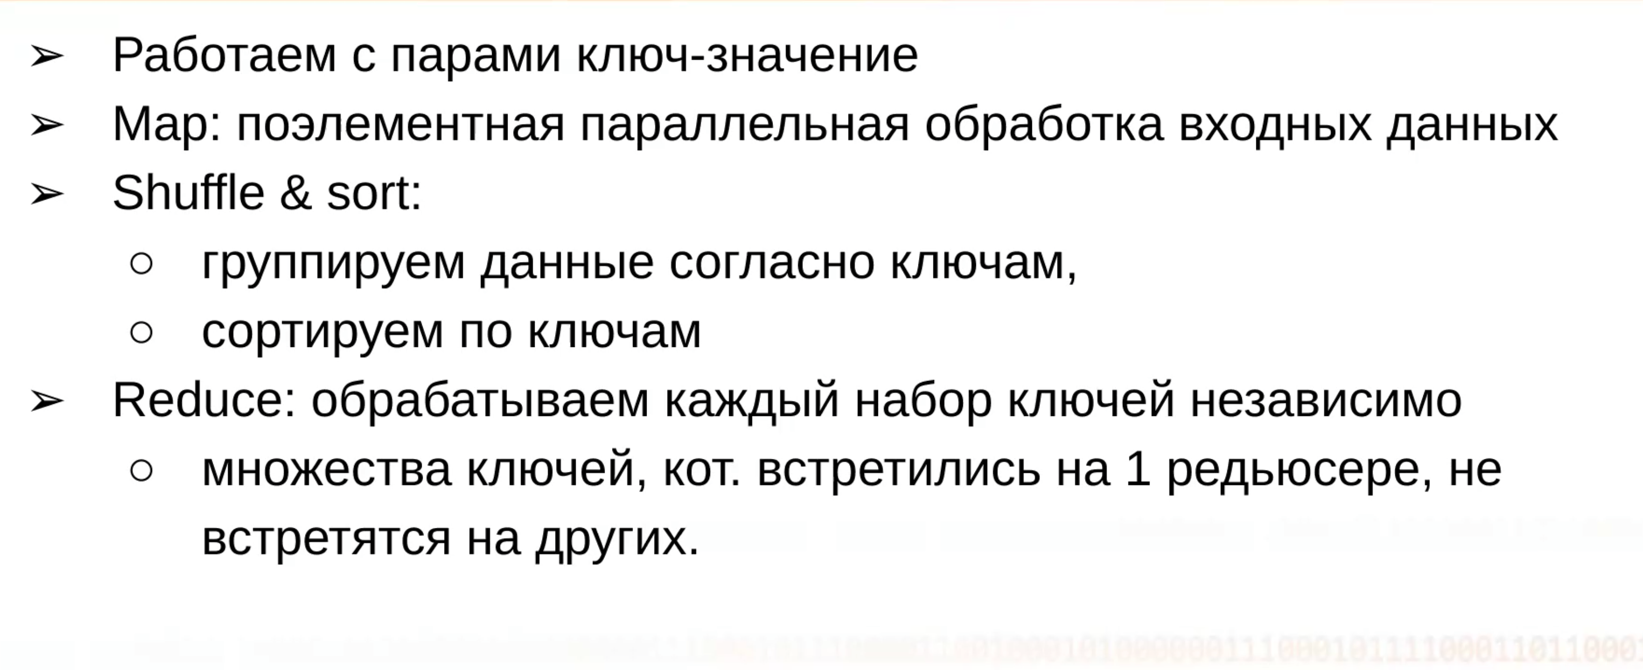 ➢ Работаем с парами ключ-значение
➢ Map: поэлементная параллельная обработка входных данных
➢ Shuffle & sort:
○ группируем данные согласно ключам,
○ сортируем по ключам
➢ Reduce: обрабатываем каждый набор ключей независимо
○ множества ключей, кот. встретились на 1 редьюсере, не
встретятся на других.